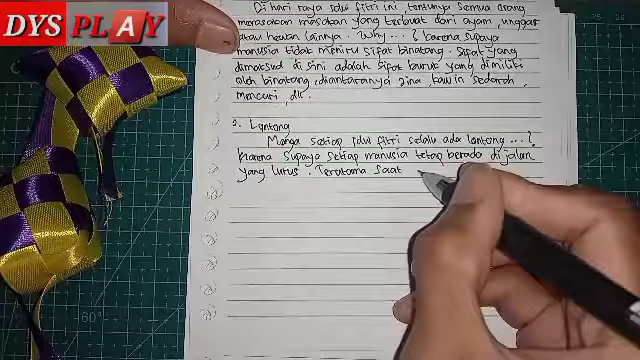 DYS PLAY
Di hari raya idul fitri ini, tentunya semua orang
merasakan masakan yang terbuat dari ayam, unggas
atau hewan lainnya. Why...? karena supaya
manusia tidak meniru sifat binatang. Sifat yang
dimaksud di sini adalah sifat buruk yang dimiliki
oleh binatang, diantaranya zina, kawin sedarah,
mencuri, dll.
3. Lontong
Menga setiap idul fitri selalu ada lontong...?
karena supaya setiap manusia tetap berada di jalan
yang lurus. Terutama saat
60°
25 26